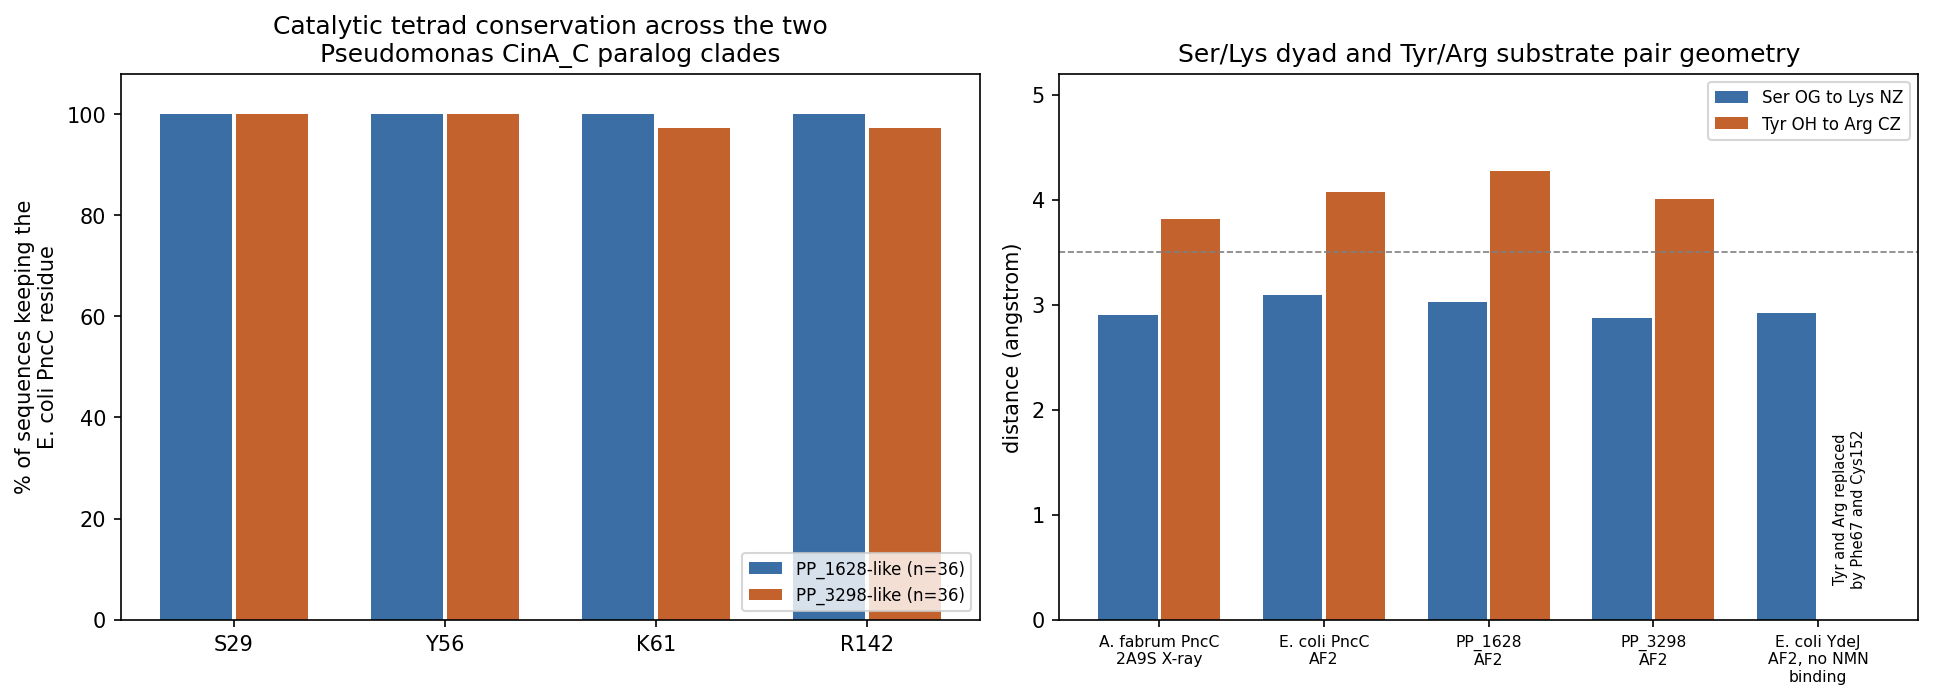 Catalytic tetrad conservation across the two
Pseudomonas CinA_C paralog clades
% of sequences keeping the
E. coli PncC residue
100
80
60
40
20
0
S29
Y56
K61
R142
PP_1628-like (n=36)
PP_3298-like (n=36)
Ser/Lys dyad and Tyr/Arg substrate pair geometry
distance (angstrom)
5
4
3
2
1
0
Ser OG to Lys NZ
Tyr OH to Arg CZ
Tyr and Arg replaced
by Phe67 and Cys152
A. fabrum PncC
2A9S X-ray
E. coli PncC
AF2
PP_1628
AF2
PP_3298
AF2
E. coli YdeJ
AF2, no NMN
binding